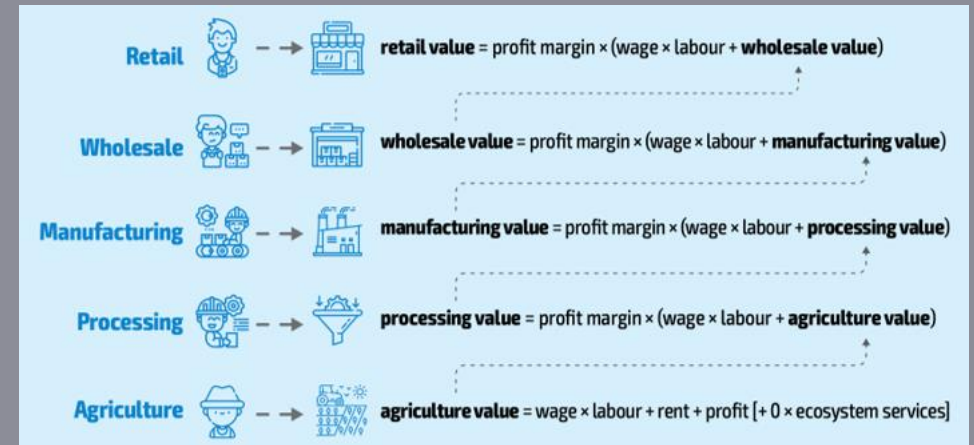 Retail retail value = profit margin × (wage × labour + wholesale value)
Wholesale wholesale value = profit margin × (wage × labour + manufacturing value)
Manufacturing manufacturing value = profit margin × (wage × labour + processing value)
Processing processing value = profit margin × (wage × labour + agriculture value)
Agriculture agriculture value = wage × labour + rent + profit [+ 0 × ecosystem services]